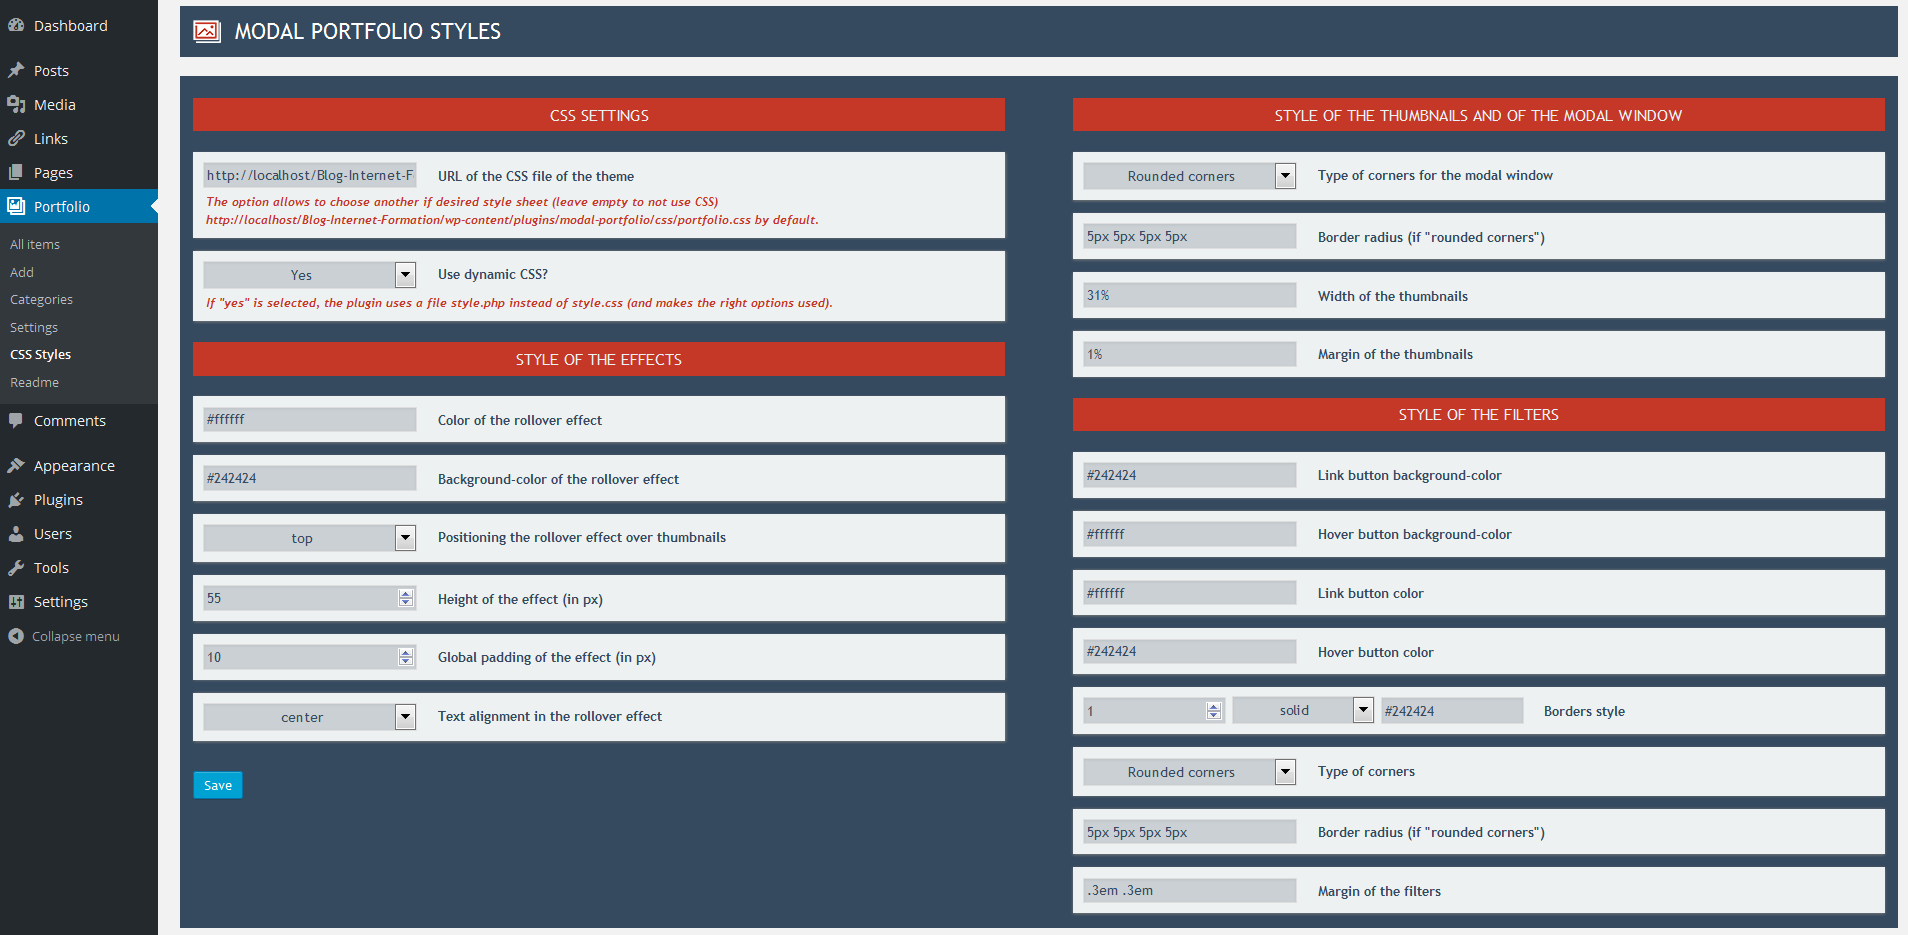 Dashboard
Posts
Media
Links
Pages
Portfolio
All items
Add
Categories
Settings
CSS Styles
Readme
Comments
Appearance
Plugins
Users
Tools
Settings
Collapse menu
MODAL PORTFOLIO STYLES
CSS SETTINGS
http://localhost/Blog-Internet-F URL of the CSS file of the theme
The option allows to choose another if desired style sheet (leave empty to not use CSS)
http://localhost/Blog-Internet-Formation/wp-content/plugins/modal-portfolio/css/portfolio.css by default.
Yes Use dynamic CSS?
If "yes" is selected, the plugin uses a file style.php instead of style.css (and makes the right options used).
STYLE OF THE EFFECTS
#ffffff Color of the rollover effect
#242424 Background-color of the rollover effect
top Positioning the rollover effect over thumbnails
55 Height of the effect (in px)
10 Global padding of the effect (in px)
center Text alignment in the rollover effect
Save
STYLE OF THE THUMBNAILS AND OF THE MODAL WINDOW
Rounded corners Type of corners for the modal window
5px 5px 5px 5px Border radius (if "rounded corners")
31% Width of the thumbnails
1% Margin of the thumbnails
STYLE OF THE FILTERS
#242424 Link button background-color
#ffffff Hover button background-color
#ffffff Link button color
#242424 Hover button color
1 solid #242424 Borders style
Rounded corners Type of corners
5px 5px 5px 5px Border radius (if "rounded corners")
.3em .3em Margin of the filters